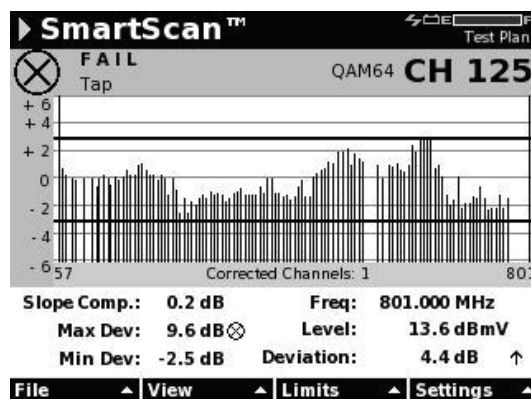 SmartScan™
E F
Test Plan
FAIL
Tap
QAM64 CH 125
+ 6
+ 4
+ 2
0
- 2
- 4
- 6
57 Corrected Channels: 1 801
Slope Comp.: 0.2 dB Freq: 801.000 MHz
Max Dev: 9.6 dB Level: 13.6 dBmV
Min Dev: -2.5 dB Deviation: 4.4 dB ↑
File View Limits Settings